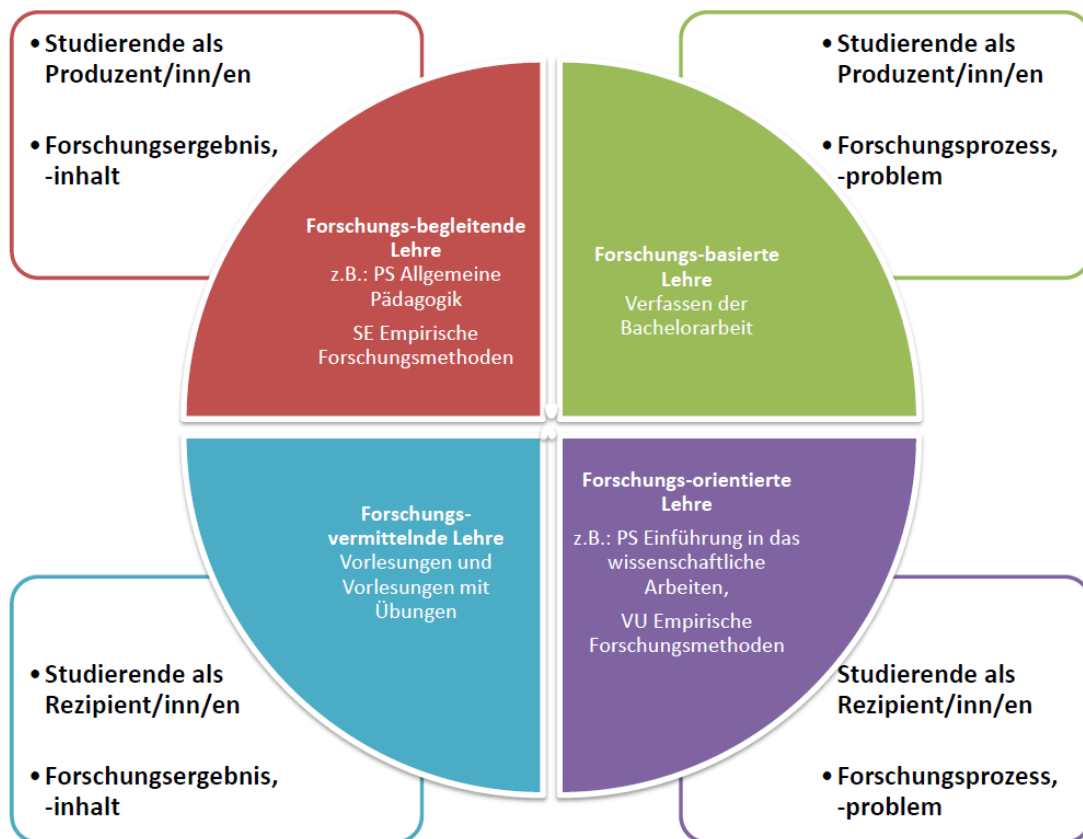 • Studierende als
Produzent/inn/en
• Forschungsergebnis,
-inhalt
• Studierende als
Produzent/inn/en
• Forschungsprozess,
-problem
Forschungs-begleitende
Lehre
z.B.: PS Allgemeine
Pädagogik
SE Empirische
Forschungsmethoden
Forschungs-basierte
Lehre
Verfassen der
Bachelorarbeit
Forschungs-
vermittelnde Lehre
Vorlesungen und
Vorlesungen mit
Übungen
Forschungs-orientierte
Lehre
z.B.: PS Einführung in das
wissenschaftliche
Arbeiten,
VU Empirische
Forschungsmethoden
• Studierende als
Rezipient/inn/en
• Forschungsergebnis,
-inhalt
Studierende als
Rezipient/inn/en
• Forschungsprozess,
-problem